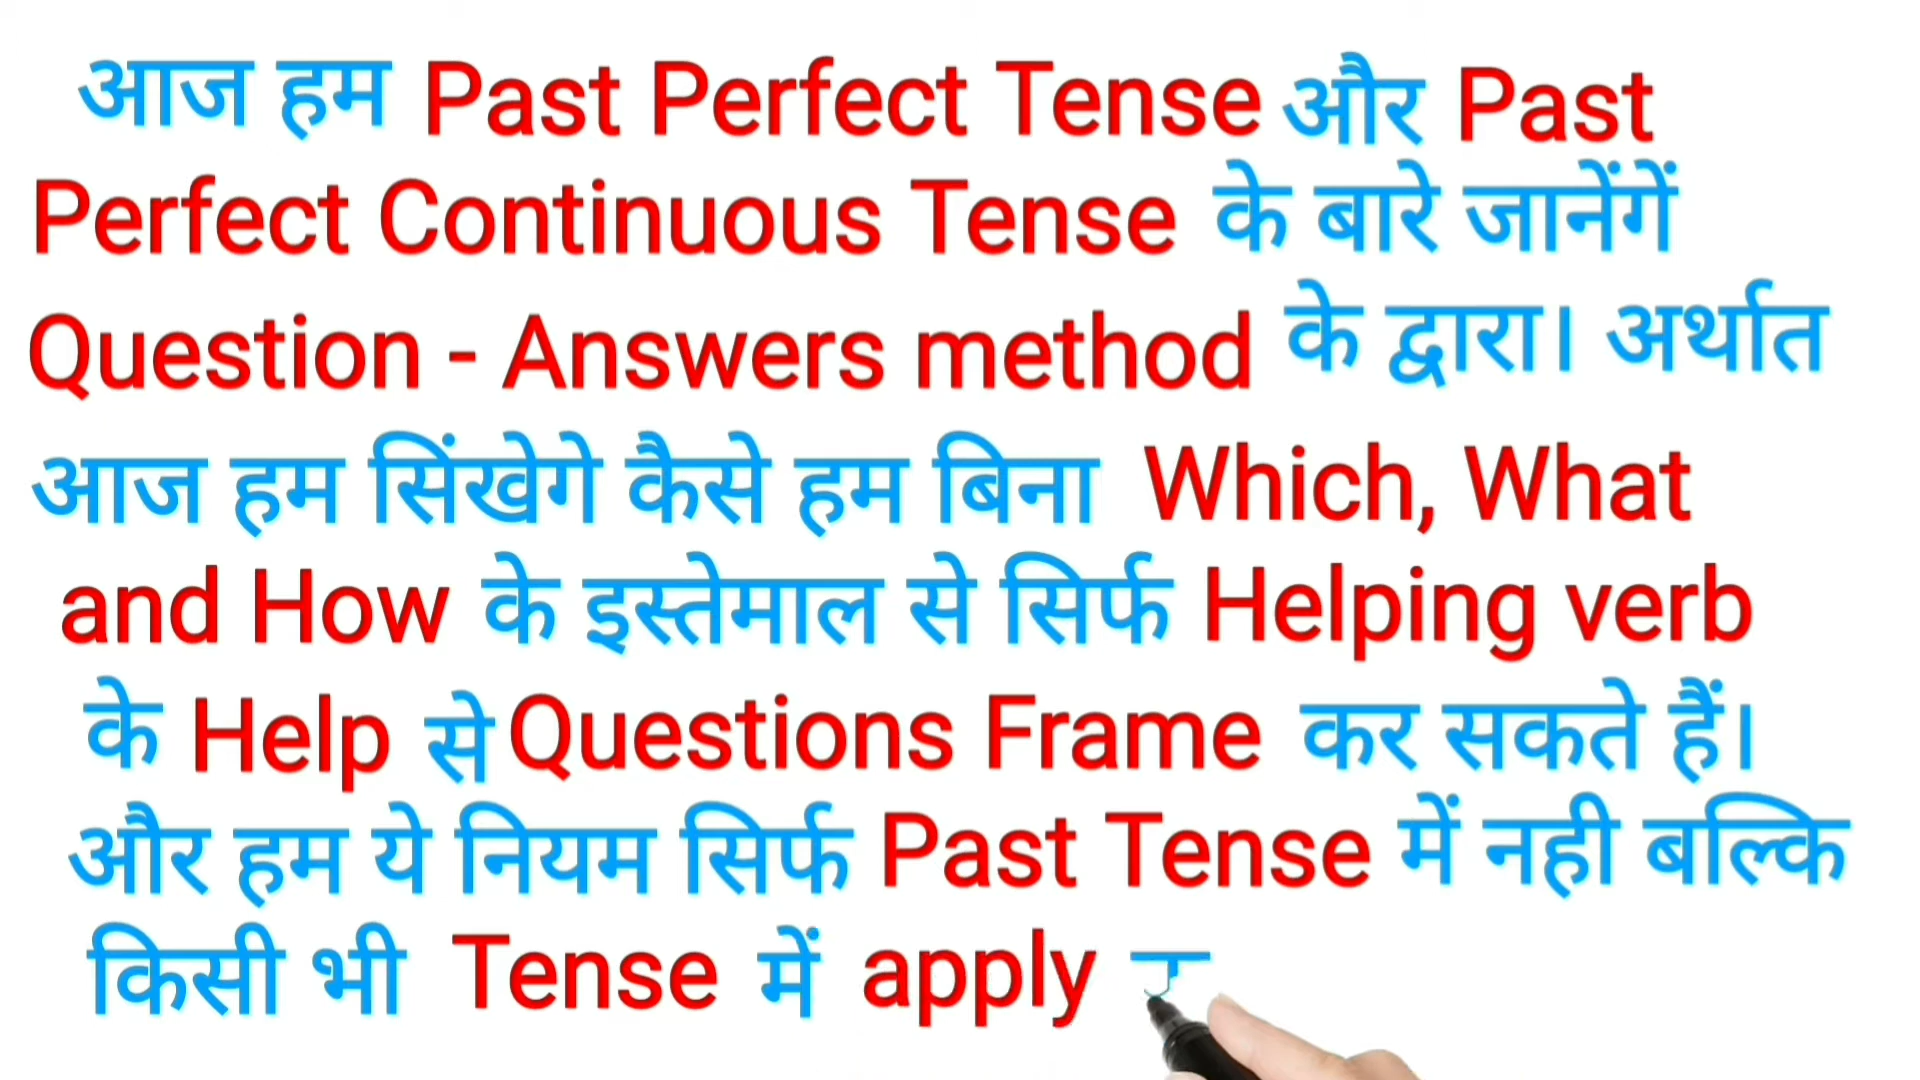 आज हम Past Perfect Tense और Past
Perfect Continuous Tense के बारे जानेंगें
Question - Answers method के द्वारा। अर्थात
आज हम सिंखेगे कैसे हम बिना Which, What
and How के इस्तेमाल से सिर्फ Helping verb
के Help से Questions Frame कर सकते हैं।
और हम ये नियम सिर्फ Past Tense में नही बल्कि
किसी भी Tense में apply